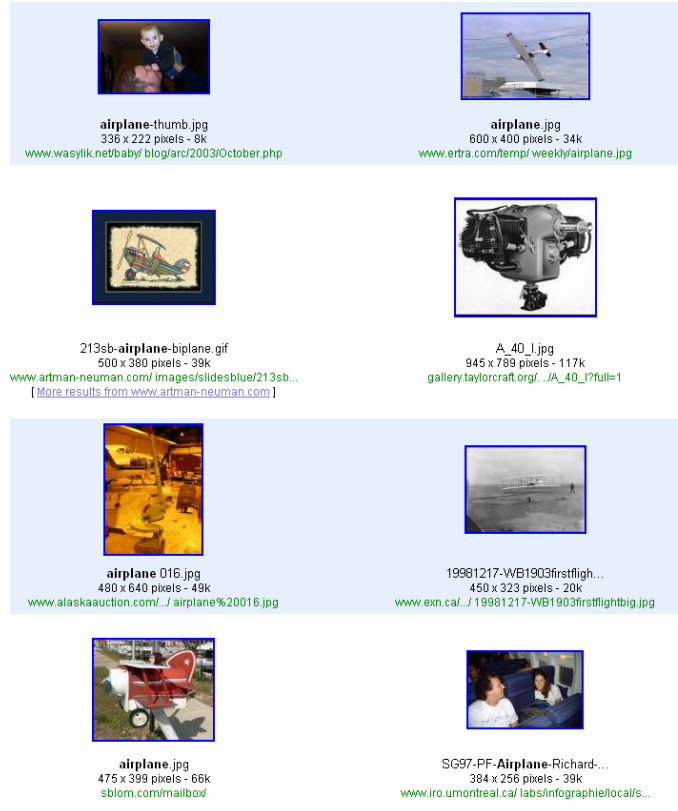 airplane-thumb.jpg
336 x 222 pixels - 8k
www.wasylik.net/baby/ blog/arc/2003/October.php
airplane.jpg
600 x 400 pixels - 34k
www.ertra.com/temp/ weekly/airplane.jpg
213sb-airplane-biplane.gif
500 x 380 pixels - 39k
www.artman-neuman.com/ images/slidesblue/213sb...
[ More results from www.artman-neuman.com ]
A_40_l.jpg
945 x 789 pixels - 117k
gallery.taylorcraft.org/. ../A_40_l?full=1
airplane 016.jpg
480 x 640 pixels - 49k
www.alaskaauction.com/.../ airplane%20016.jpg
19981217-WB1903firstfligh...
450 x 323 pixels - 20k
www.exn.ca/.../ 19981217-WB1903firstflightbig.jpg
airplane.jpg
475 x 399 pixels - 66k
sblom.com/mailbox/
SG97-PF-Airplane-Richard-...
384 x 256 pixels - 39k
www.iro.umontreal.ca/ labs/infographie/local/s...